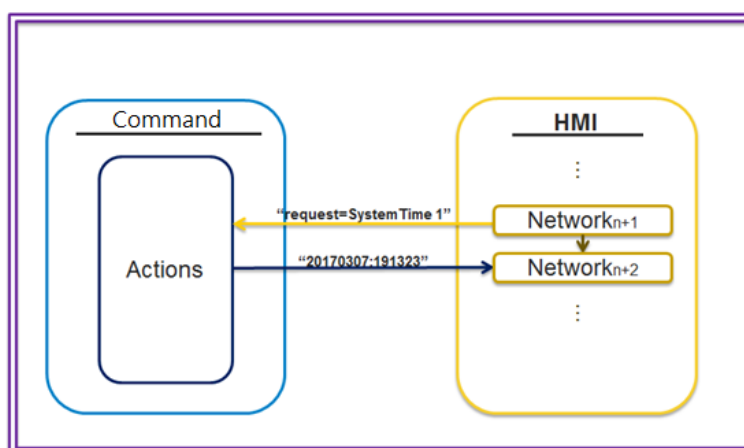 Command
HMI
⋮
"request=SystemTime 1"
Networkn+1
Actions
"20170307:191323"
Networkn+2
⋮